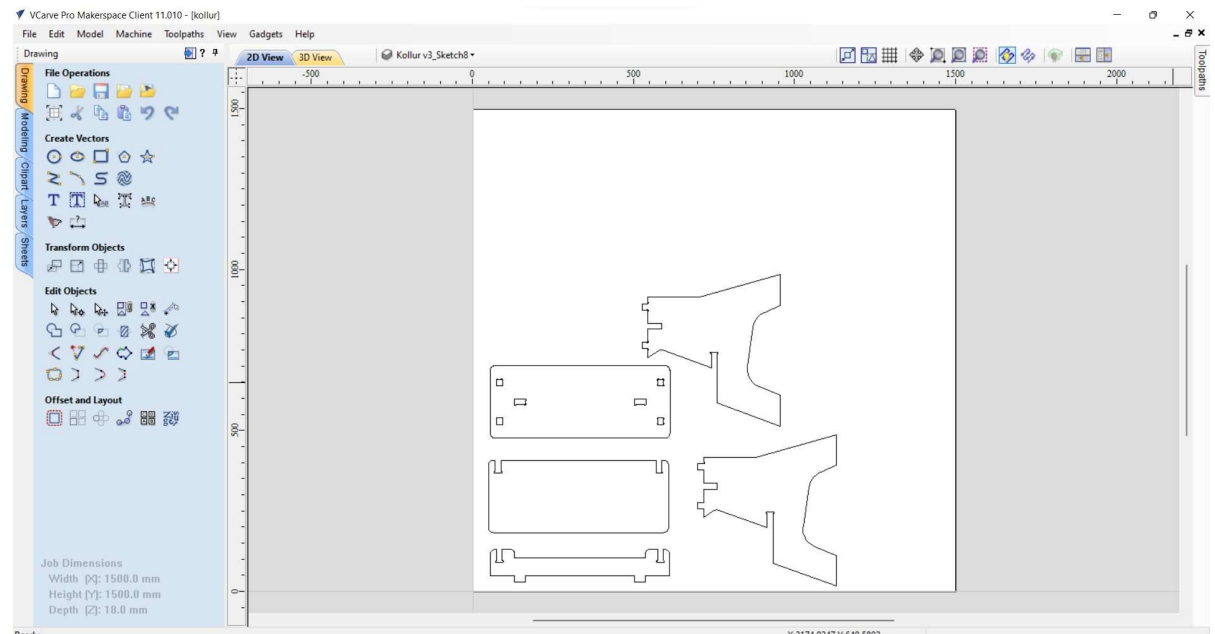 VCarve Pro Makerspace Client 11.010 - [kollur]
File Edit Model Machine Toolpaths View Gadgets Help
Drawing
2D View 3D View Kollur v3_Sketch8
Toolpaths
Drawing
Modeling
Clipart
Layers
Sheets
File Operations
Create Vectors
Transform Objects
Edit Objects
Offset and Layout
-500 0 500 1000 1500 2000
1500
1000
500
0
Job Dimensions
Width [X]: 1500.0 mm
Height [Y]: 1500.0 mm
Depth [Z]: 18.0 mm